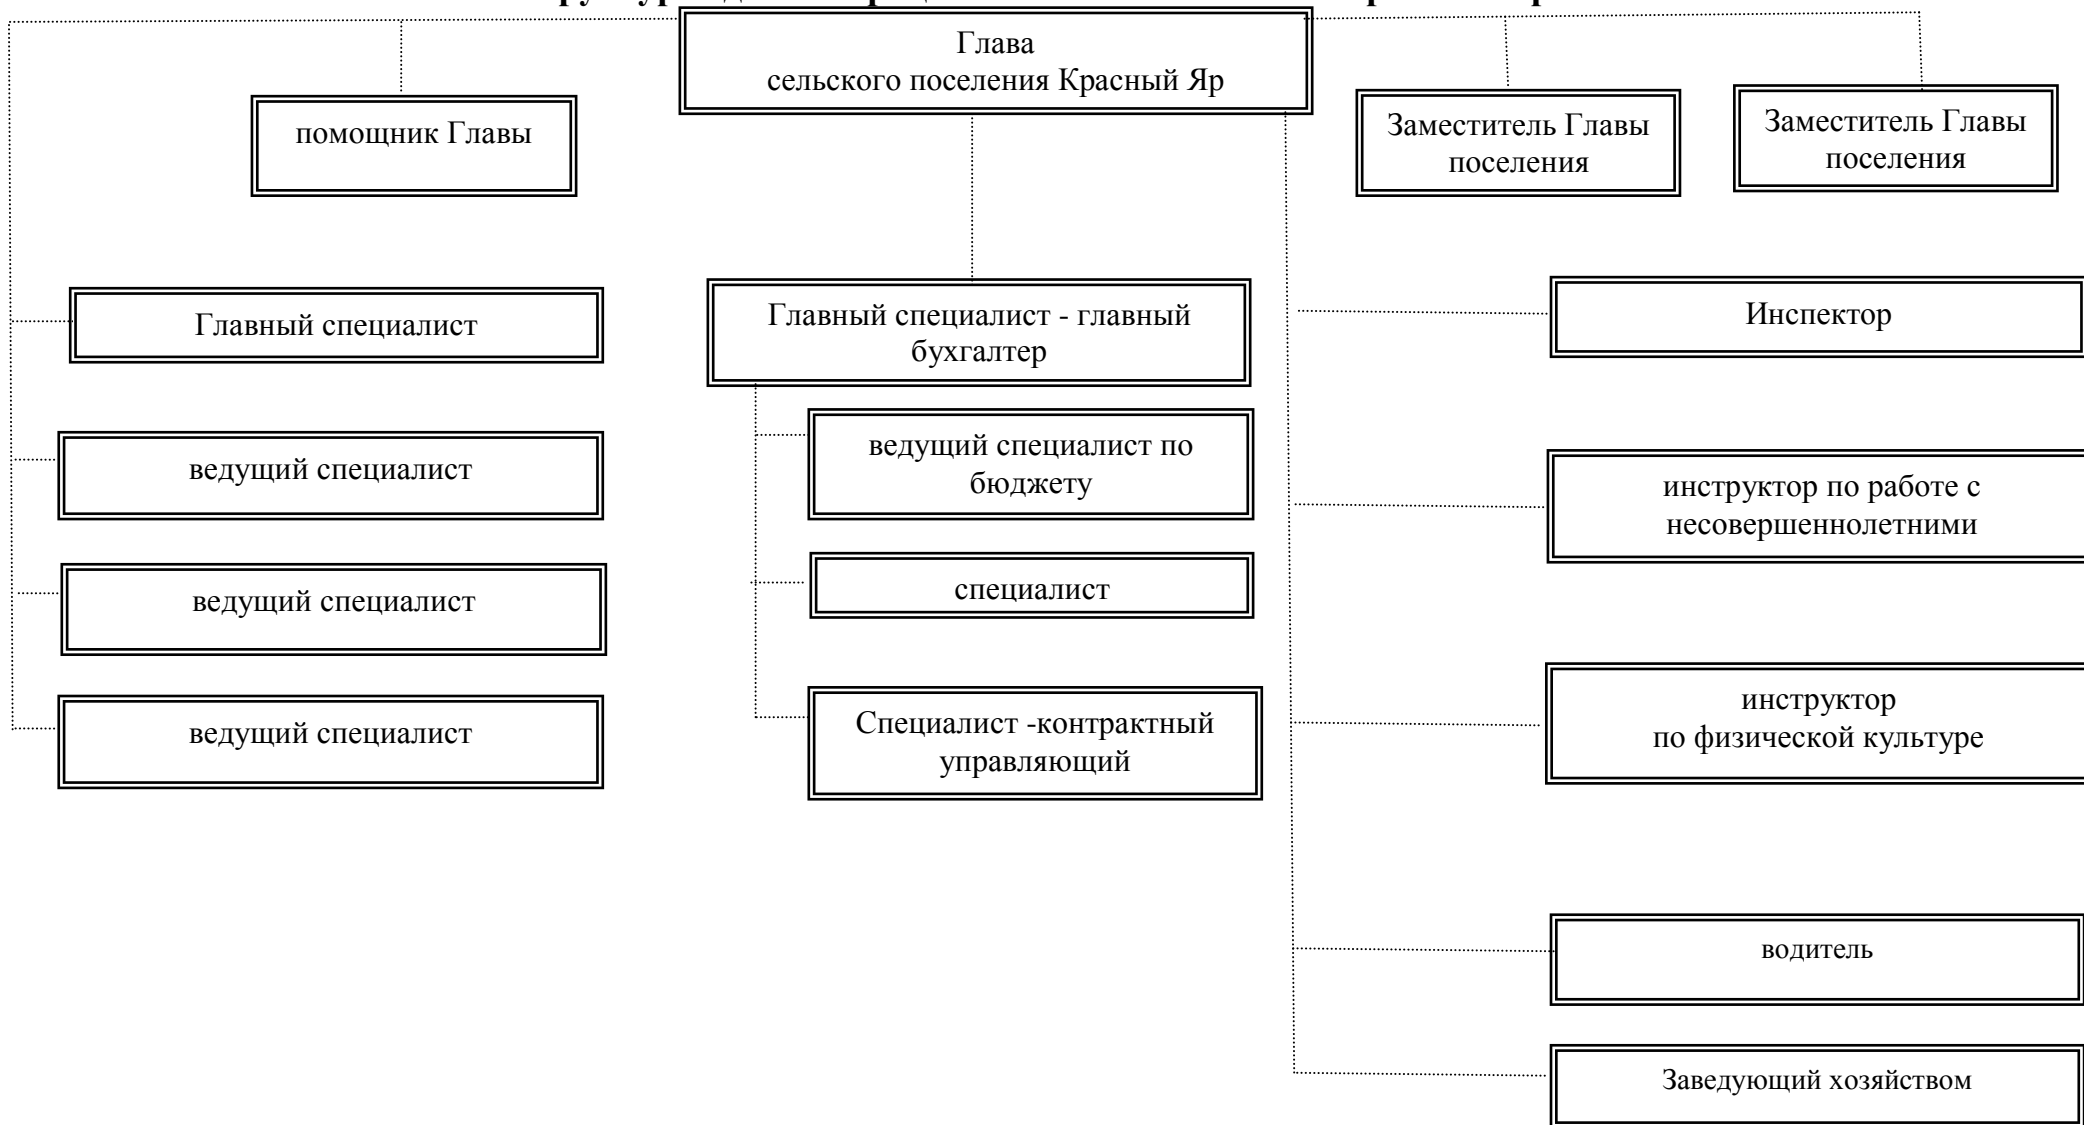 Глава
сельского поселения Красный Яр
помощник Главы
Заместитель Главы
поселения
Заместитель Главы
поселения
Главный специалист
Главный специалист - главный
бухгалтер
Инспектор
ведущий специалист
ведущий специалист по
бюджету
инструктор по работе с
несовершеннолетними
ведущий специалист
специалист
ведущий специалист
Специалист -контрактный
управляющий
инструктор
по физической культуре
водитель
Заведующий хозяйством